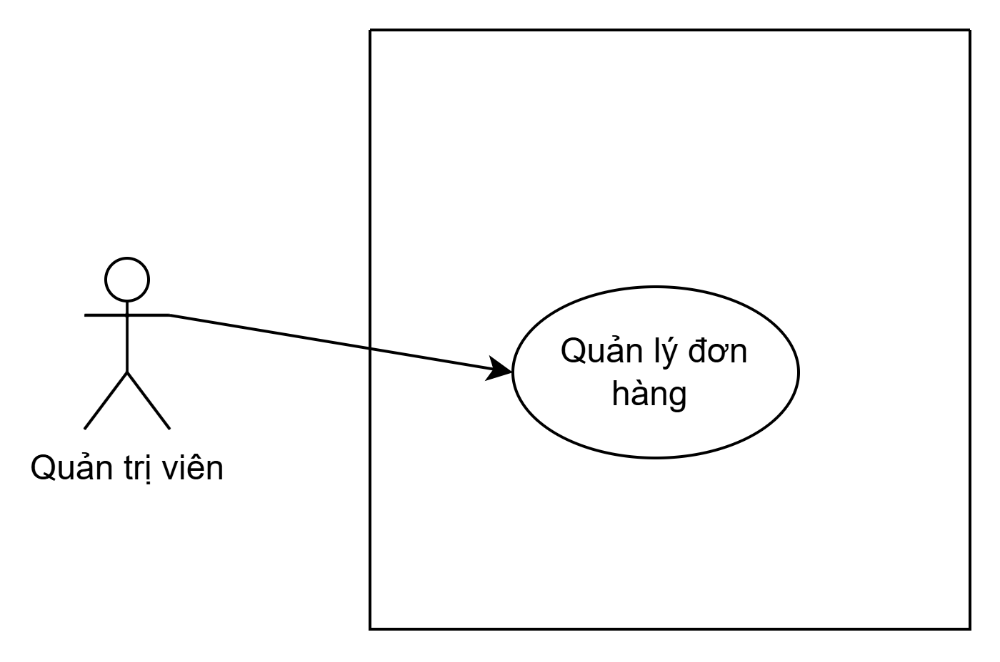 Quản lý đơn
hàng
Quản trị viên